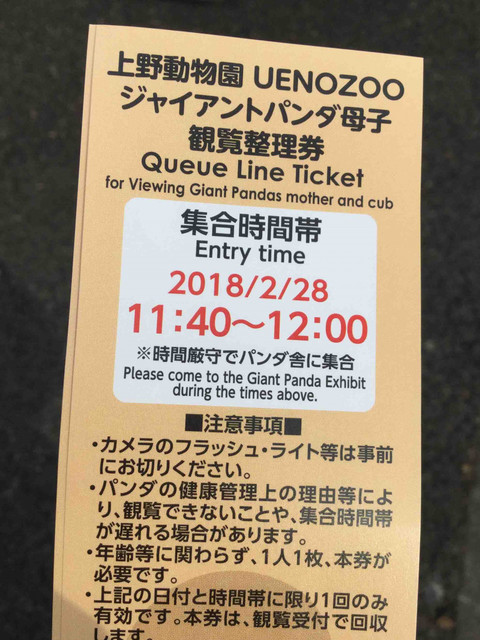 上野動物園 UENOZOO
ジャイアントパンダ母子
観覧整理券
Queue Line Ticket
for Viewing Giant Pandas mother and cub
集合時間帯
Entry time
2018/2/28
11:40～12:00
※時間厳守でパンダ舎に集合
Please come to the Giant Panda Exhibit
during the times above.
■注意事項■
・カメラのフラッシュ・ライト等は事前
にお切りください。
・パンダの健康管理上の理由等によ
り、観覧できないことや、集合時間帯
が遅れる場合があります。
・年齢等に関わらず、1人1枚、本券が
必要です。
・上記の日付と時間帯に限り1回のみ
有効です。本券は、観覧受付で回収
します。